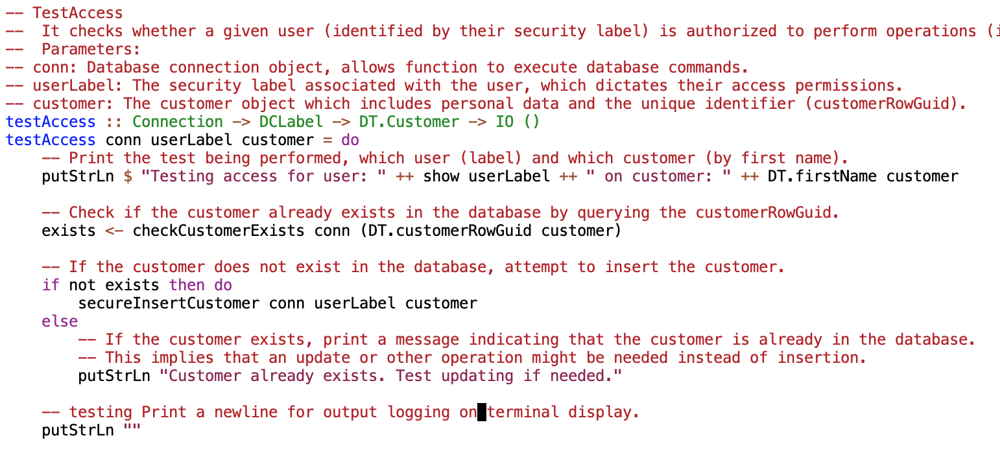 -- TestAccess
--  It checks whether a given user (identified by their security label) is authorized to perform operations (i
--  Parameters:
-- conn: Database connection object, allows function to execute database commands.
-- userLabel: The security label associated with the user, which dictates their access permissions.
-- customer: The customer object which includes personal data and the unique identifier (customerRowGuid).
testAccess :: Connection -> DCLabel -> DT.Customer -> IO ()
testAccess conn userLabel customer = do
    -- Print the test being performed, which user (label) and which customer (by first name).
    putStrLn $ "Testing access for user: " ++ show userLabel ++ " on customer: " ++ DT.firstName customer

    -- Check if the customer already exists in the database by querying the customerRowGuid.
    exists <- checkCustomerExists conn (DT.customerRowGuid customer)

    -- If the customer does not exist in the database, attempt to insert the customer.
    if not exists then do
        secureInsertCustomer conn userLabel customer
    else
        -- If the customer exists, print a message indicating that the customer is already in the database.
        -- This implies that an update or other operation might be needed instead of insertion.
        putStrLn "Customer already exists. Test updating if needed."

    -- testing Print a newline for output logging on terminal display.
    putStrLn ""